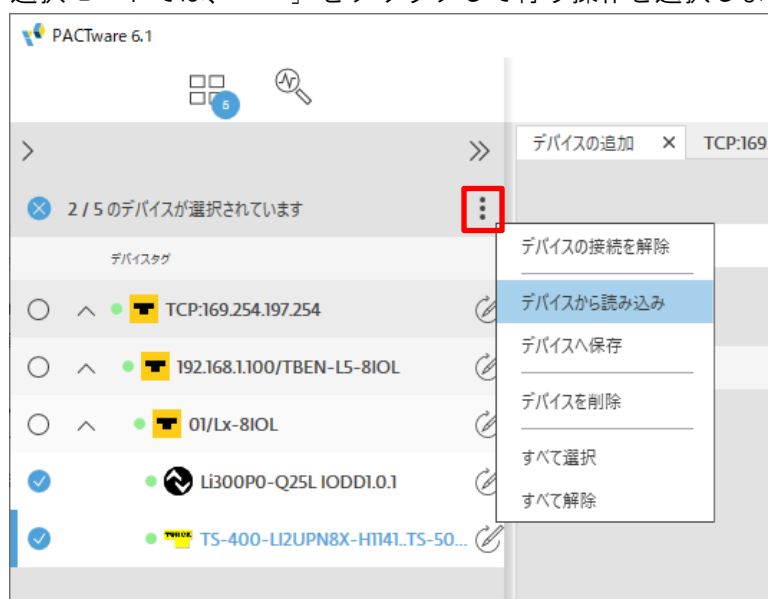 PACTware 6.1
6
デバイスの追加 × TCP:169
2 / 5 のデバイスが選択されています
デバイスタグ
デバイスの接続を解除
デバイスから読み込み
デバイスへ保存
デバイスを削除
すべて選択
すべて解除
TCP:169.254.197.254
192.168.1.100/TBEN-L5-8IOL
01/Lx-8IOL
Li300P0-Q25L IODD1.0.1
TURCK
TS-400-LI2UPN8X-H1141..TS-50...